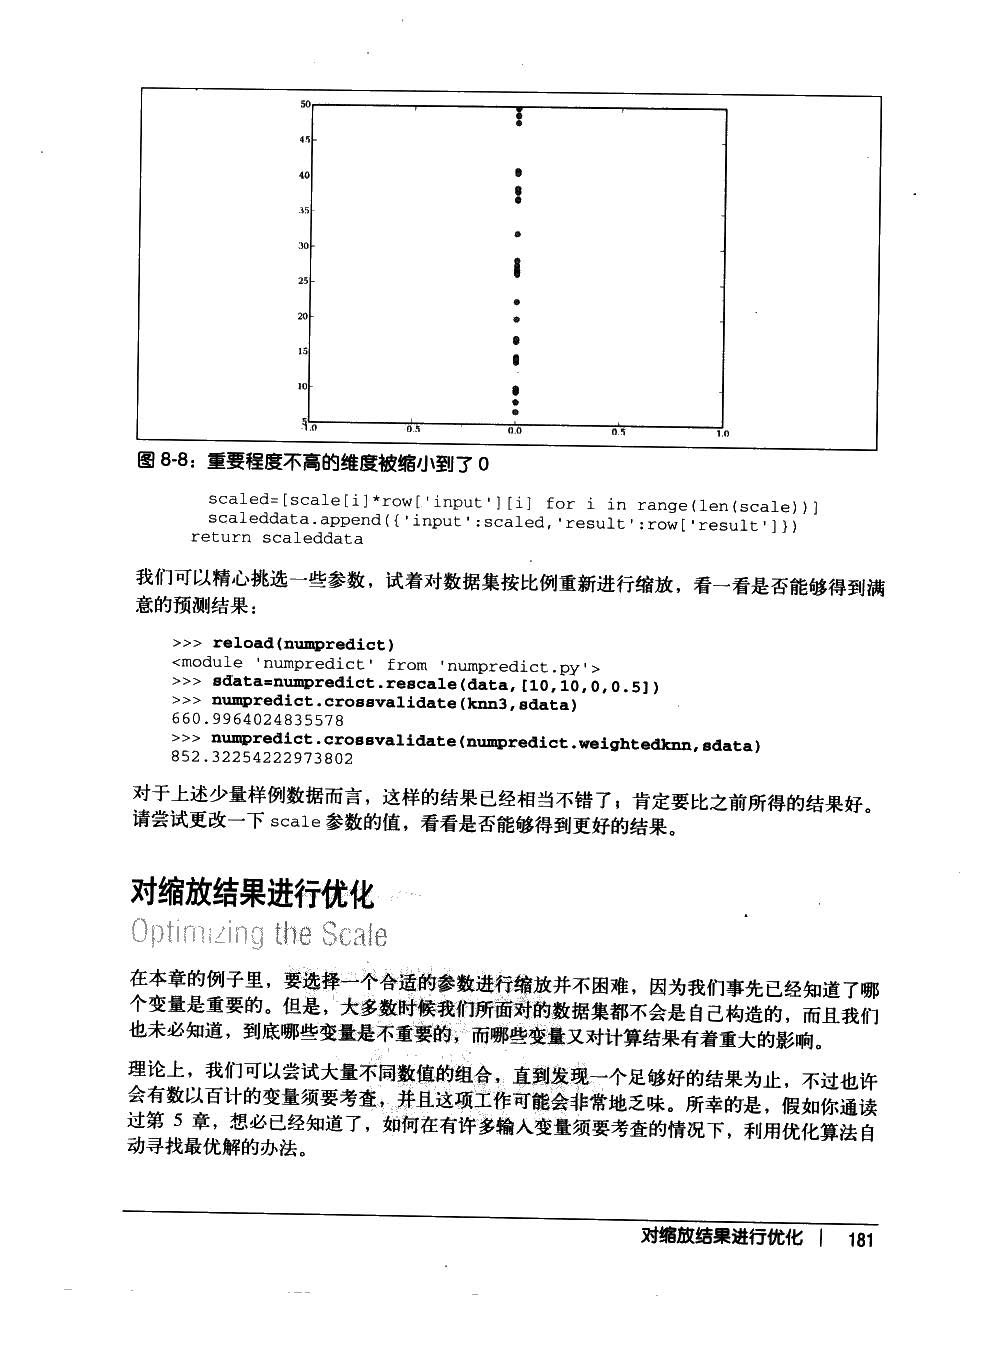 50
45
40
35
30
25
20
15
10
5
-1.0 0.5 0.0 0.5 1.0
图 8-8：重要程度不高的维度被缩小到了 0
scaled=[scale[i]*row['input'][i] for i in range(len(scale))]
scaleddata.append({'input':scaled,'result':row['result']})
return scaleddata
我们可以精心挑选一些参数，试着对数据集按比例重新进行缩放，看一看是否能够得到满
意的预测结果：
>>> reload(numpredict)
<module 'numpredict' from 'numpredict.py'>
>>> sdata=numpredict.rescale(data,[10,10,0,0.5])
>>> numpredict.crossvalidate(knn3,sdata)
660.9964024835578
>>> numpredict.crossvalidate(numpredict.weightedknn,sdata)
852.32254222973802
对于上述少量样例数据而言，这样的结果已经相当不错了；肯定要比之前所得的结果好。
请尝试更改一下 scale 参数的值，看看是否能够得到更好的结果。
对缩放结果进行优化
Optimizing the Scale
在本章的例子里，要选择一个合适的参数进行缩放并不困难，因为我们事先已经知道了哪
个变量是重要的。但是，大多数时候我们所面对的数据集都不会是自己构造的，而且我们
也未必知道，到底哪些变量是不重要的，而哪些变量又对计算结果有着重大的影响。
理论上，我们可以尝试大量不同数值的组合，直到发现一个足够好的结果为止，不过也许
会有数以百计的变量须要考查，并且这项工作可能会非常地乏味。所幸的是，假如你通读
过第 5 章，想必已经知道了，如何在有许多输入变量须要考查的情况下，利用优化算法自
动寻找最优解的办法。
对缩放结果进行优化 | 181